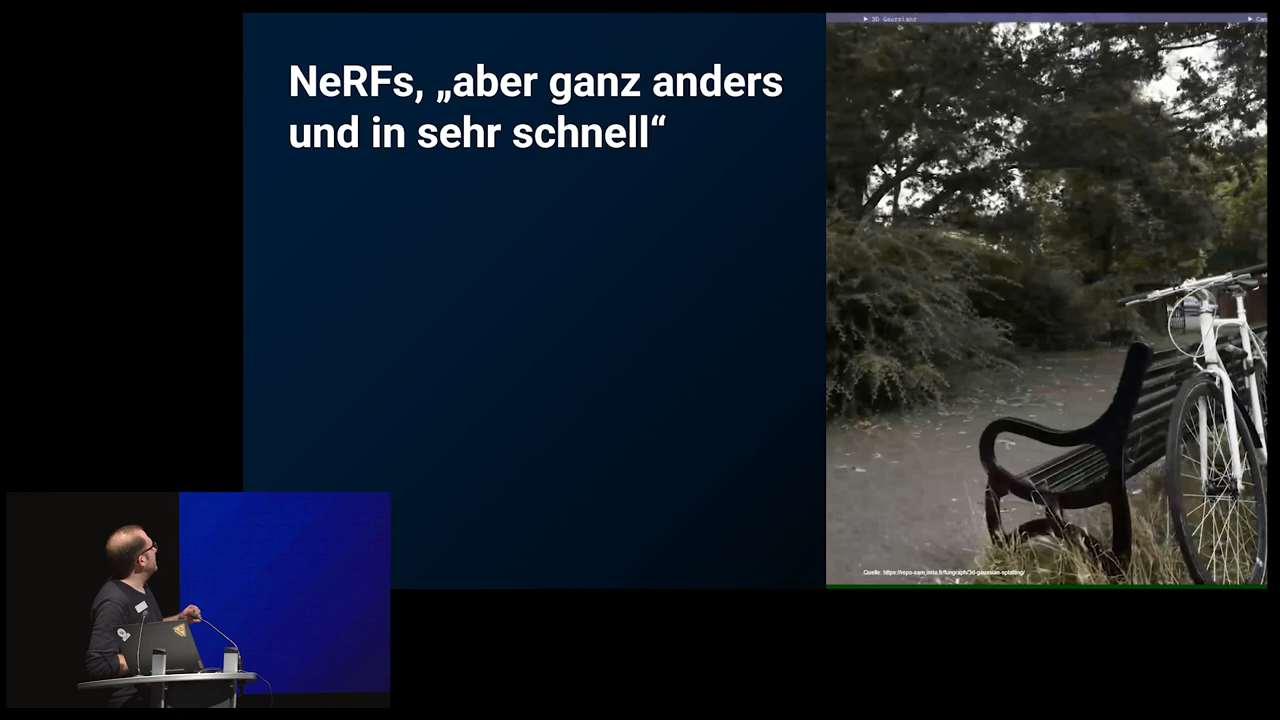 NeRFs, „aber ganz anders
und in sehr schnell“
▶ 3D Gaussians
▶ Cam
Quelle: https://repo-sam.inria.fr/fungraph/3d-gaussian-splatting/